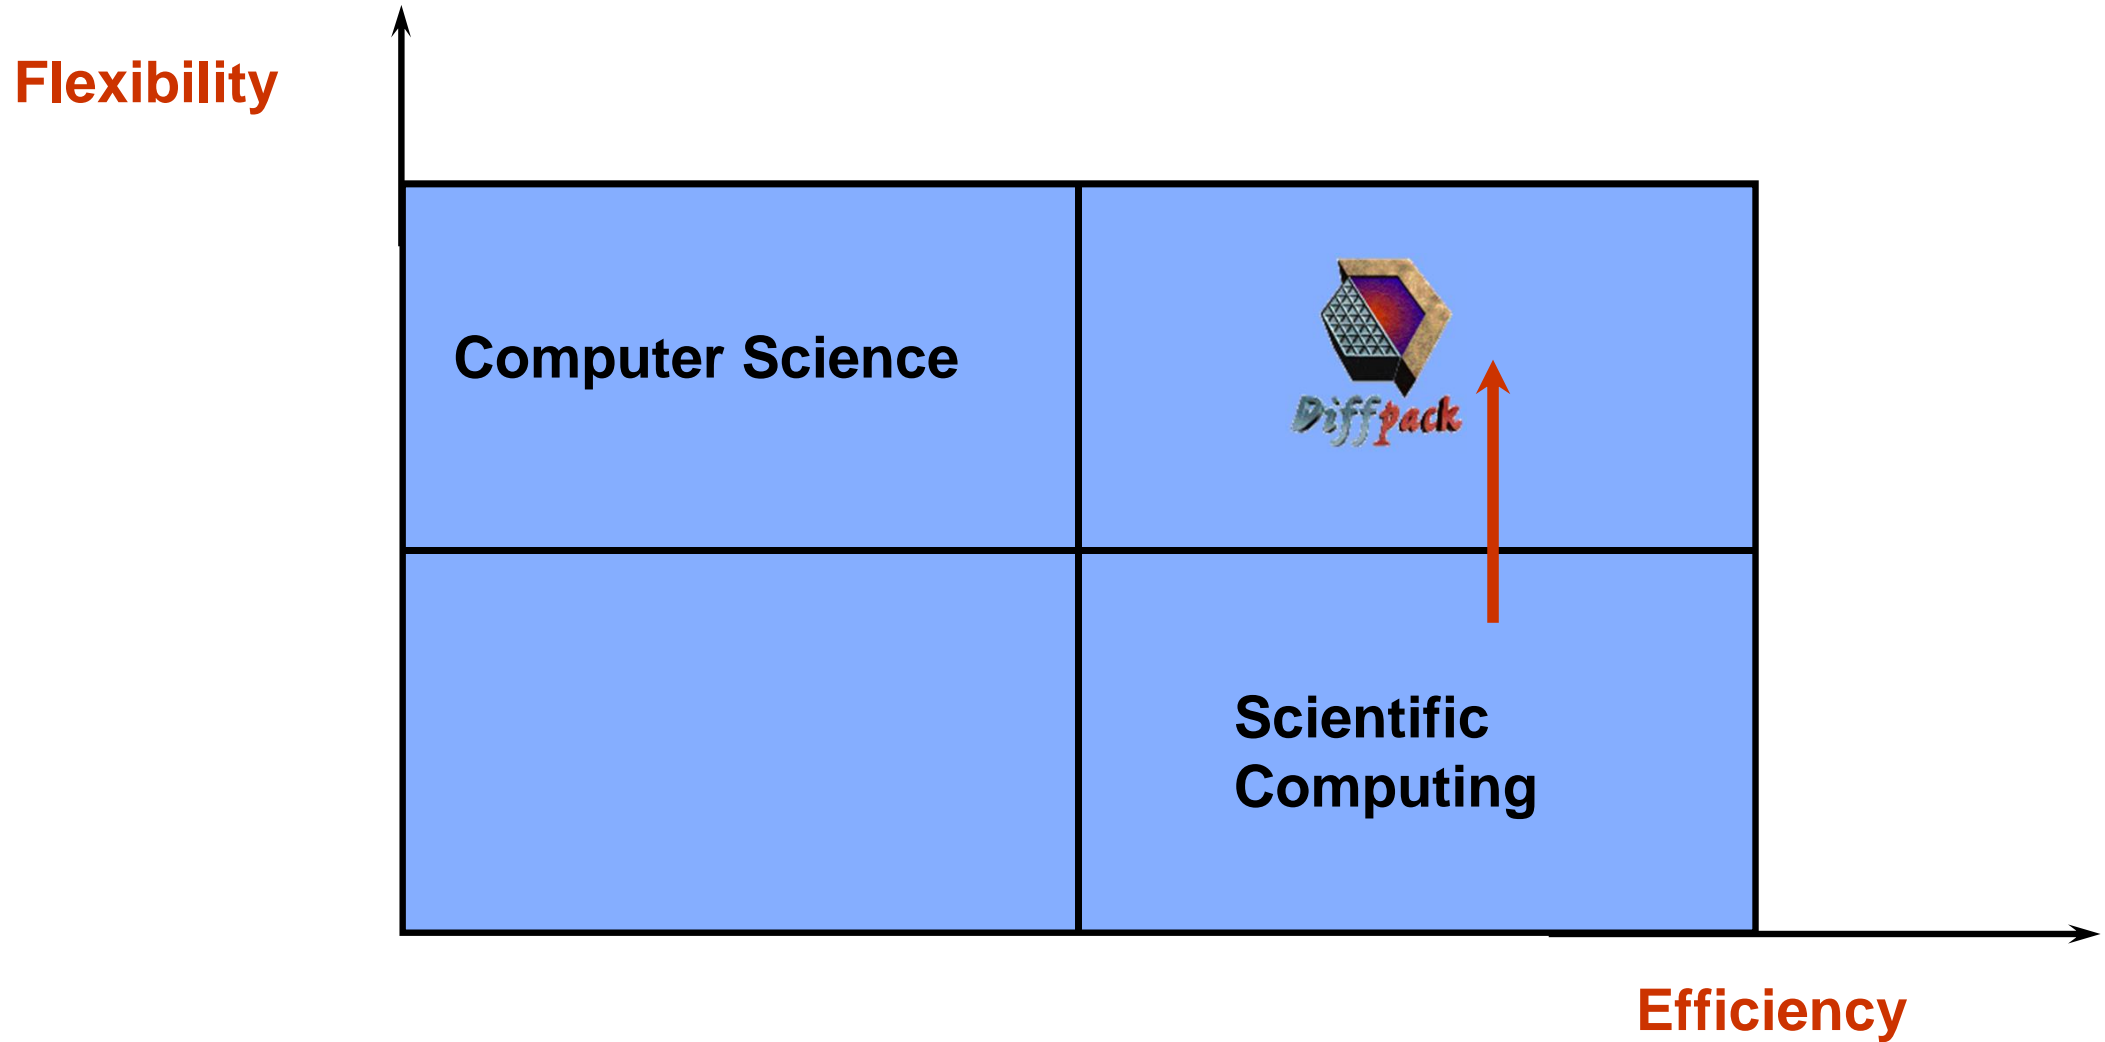 Flexibility
Computer Science
Diffpack
Scientific
Computing
Efficiency